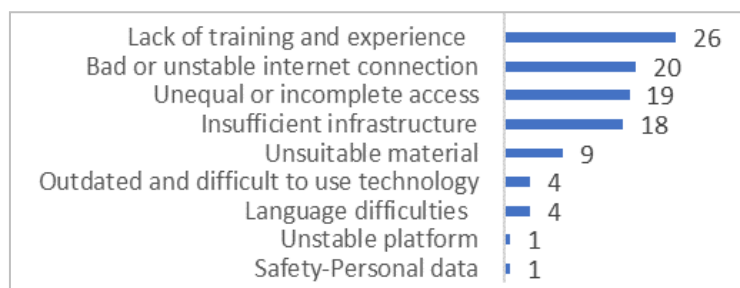 Lack of training and experience 26
Bad or unstable internet connection 20
Unequal or incomplete access 19
Insufficient infrastructure 18
Unsuitable material 9
Outdated and difficult to use technology 4
Language difficulties 4
Unstable platform 1
Safety-Personal data 1